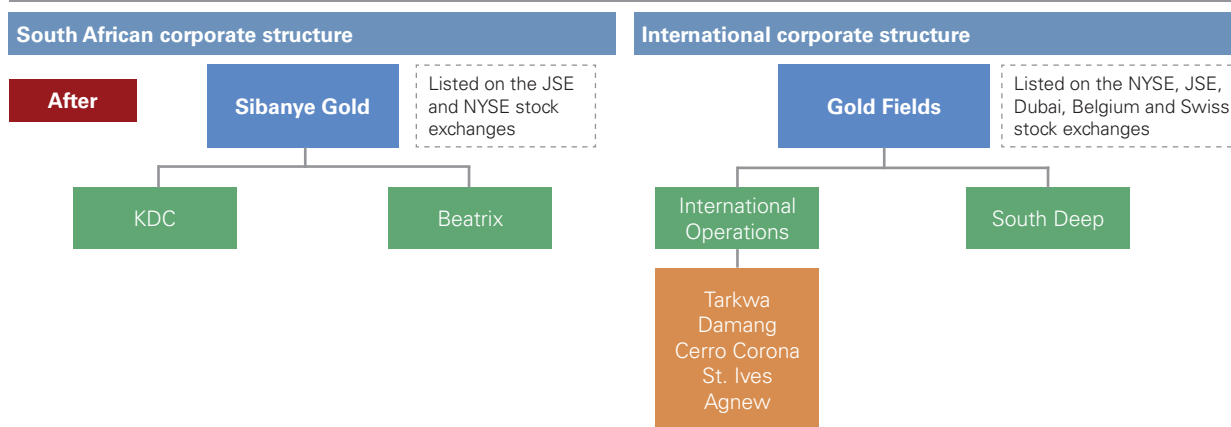 South African corporate structure
After
Sibanye Gold
Listed on the JSE
and NYSE stock
exchanges
KDC
Beatrix
International corporate structure
Gold Fields
Listed on the NYSE, JSE,
Dubai, Belgium and Swiss
stock exchanges
International
Operations
South Deep
Tarkwa
Damang
Cerro Corona
St. Ives
Agnew